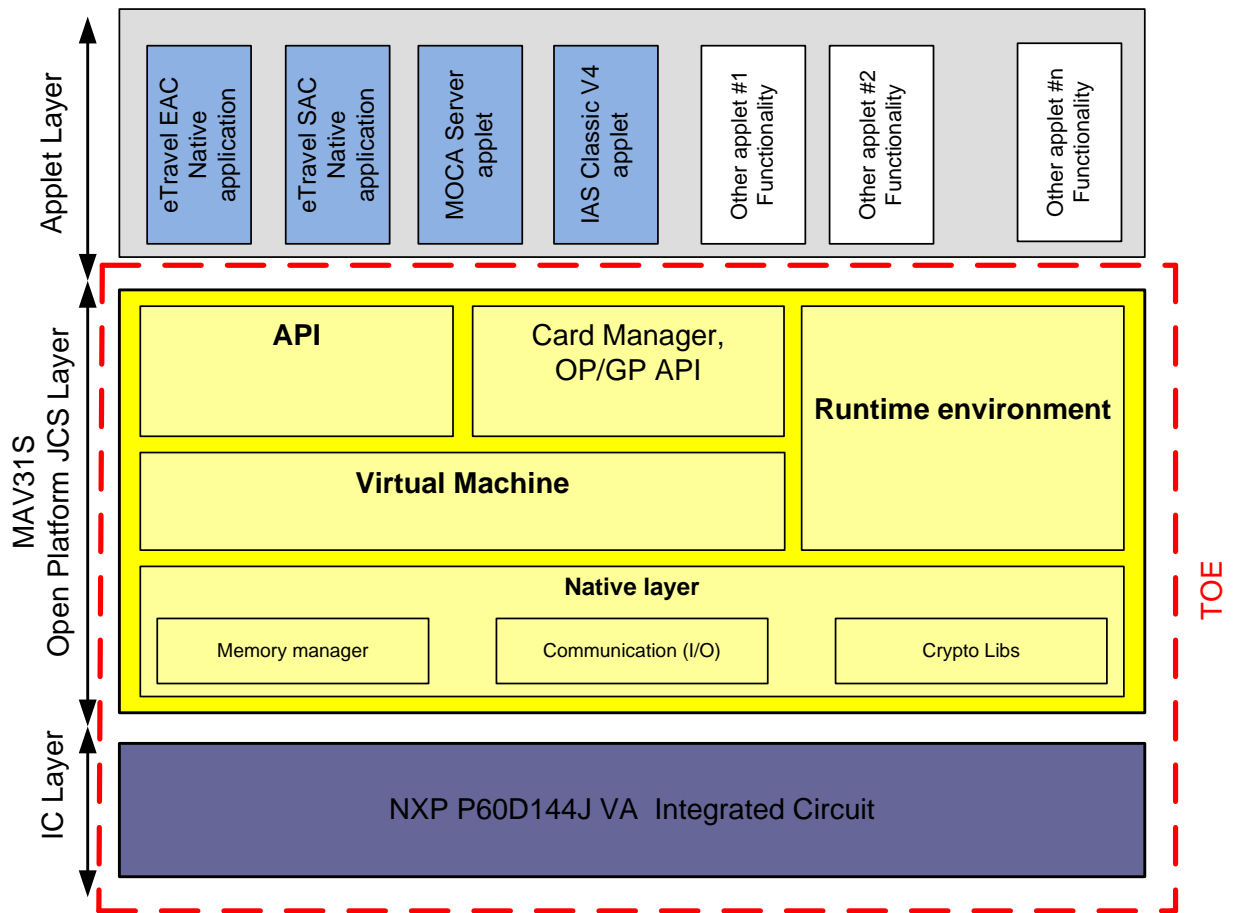 Applet Layer
eTravel EAC
Native
application
eTravel SAC
Native
application
MOCA Server
applet
IAS Classic V4
applet
Other applet #1
Functionality
Other applet #2
Functionality
Other applet #n
Functionality
MAV31S
Open Platform JCS Layer
API
Card Manager,
OP/GP API
Runtime environment
Virtual Machine
Native layer
Memory manager
Communication (I/O)
Crypto Libs
TOE
IC Layer
NXP P60D144J VA Integrated Circuit